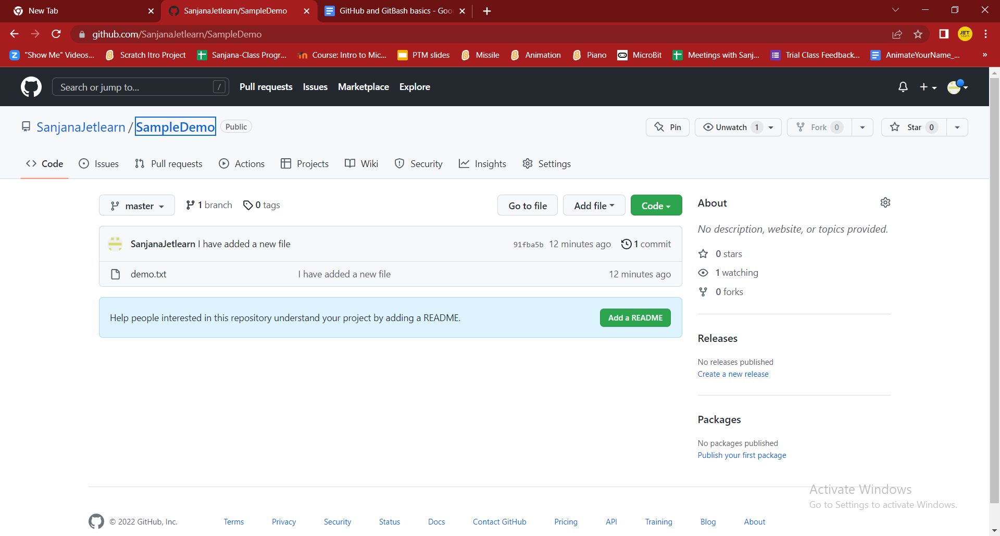 New Tab
SanjanaJetlearn/SampleDemo
GitHub and GitBash basics - Goo
github.com/SanjanaJetlearn/SampleDemo
JET
learn
"Show Me" Videos...
Scratch Itro Project
Sanjana-Class Progr...
Course: Intro to Mic...
PTM slides
Missile
Animation
Piano
MicroBit
Meetings with Sanj...
Trial Class Feedback...
AnimateYourName_...
»
Search or jump to...
/
Pull requests
Issues
Marketplace
Explore
SanjanaJetlearn / SampleDemo
Public
Pin
Unwatch 1
Fork 0
Star 0
Code
Issues
Pull requests
Actions
Projects
Wiki
Security
Insights
Settings
master
1 branch
0 tags
Go to file
Add file
Code
SanjanaJetlearn I have added a new file
91fba5b 12 minutes ago
1 commit
demo.txt
I have added a new file
12 minutes ago
Help people interested in this repository understand your project by adding a README.
Add a README
About
No description, website, or topics provided.
0 stars
1 watching
0 forks
Releases
No releases published
Create a new release
Packages
No packages published
Publish your first package
Activate Windows
Go to Settings to activate Windows.
© 2022 GitHub, Inc.
Terms
Privacy
Security
Status
Docs
Contact GitHub
Pricing
API
Training
Blog
About